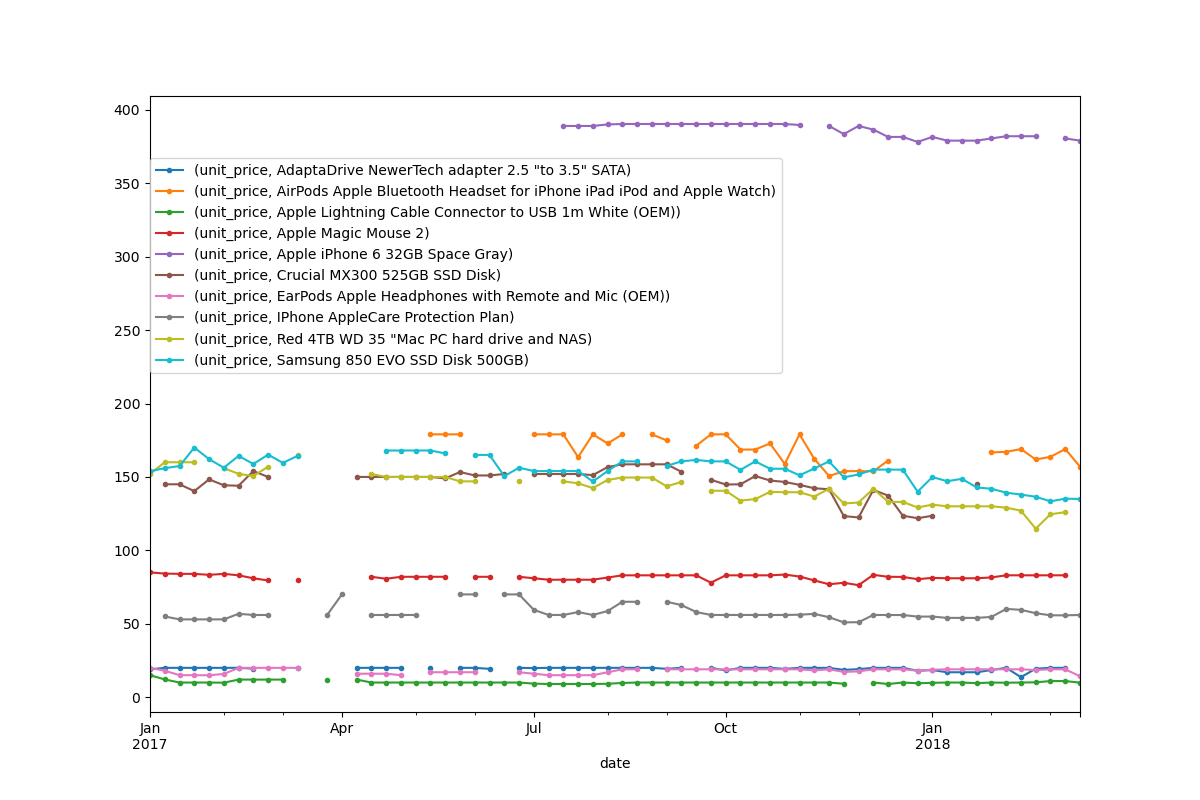 400
350
300
250
200
150
100
50
0
(unit_price, AdaptaDrive NewerTech adapter 2.5 "to 3.5" SATA)
(unit_price, AirPods Apple Bluetooth Headset for iPhone iPad iPod and Apple Watch)
(unit_price, Apple Lightning Cable Connector to USB 1m White (OEM))
(unit_price, Apple Magic Mouse 2)
(unit_price, Apple iPhone 6 32GB Space Gray)
(unit_price, Crucial MX300 525GB SSD Disk)
(unit_price, EarPods Apple Headphones with Remote and Mic (OEM))
(unit_price, IPhone AppleCare Protection Plan)
(unit_price, Red 4TB WD 35 "Mac PC hard drive and NAS)
(unit_price, Samsung 850 EVO SSD Disk 500GB)
Jan Apr Jul Oct Jan
2017 2018
date